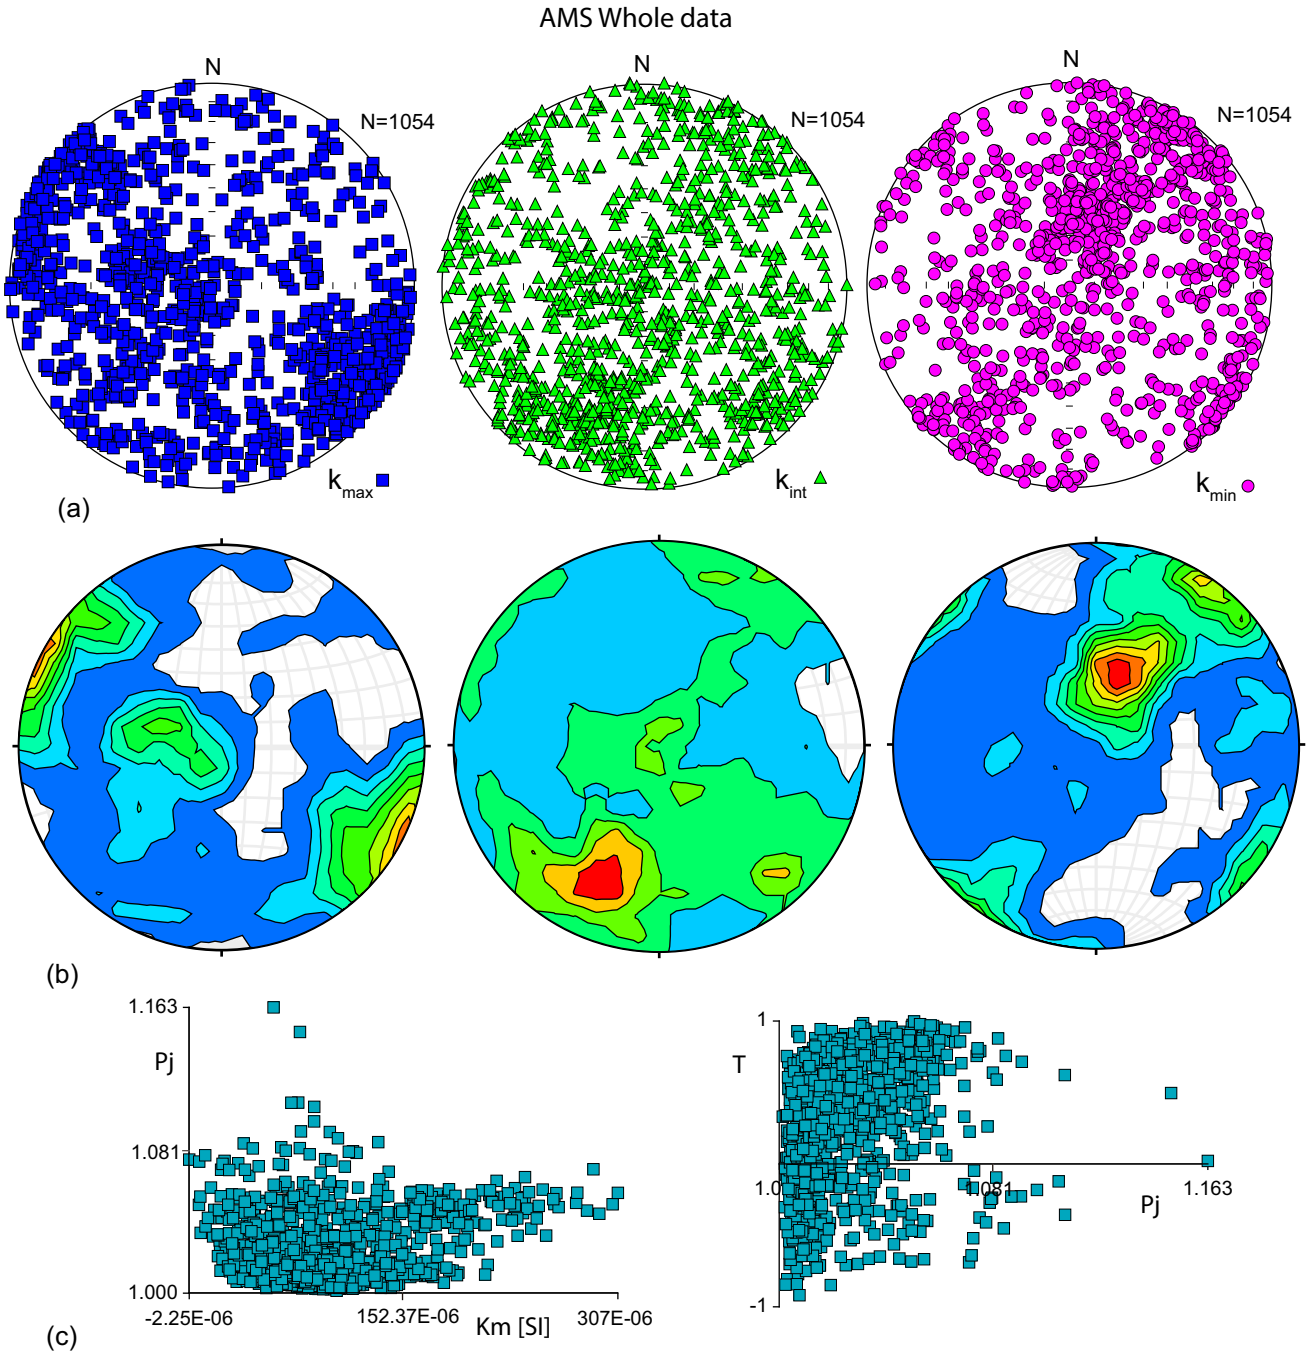 AMS Whole data
N
N
N
N=1054
N=1054
N=1054
kmax
kint
kmin
(a)
(b)
1.163
Pj
1.081
1.000
-2.25E-06
152.37E-06
Km [SI]
307E-06
1
T
1.0
1.081
1.163
Pj
-1
(c)